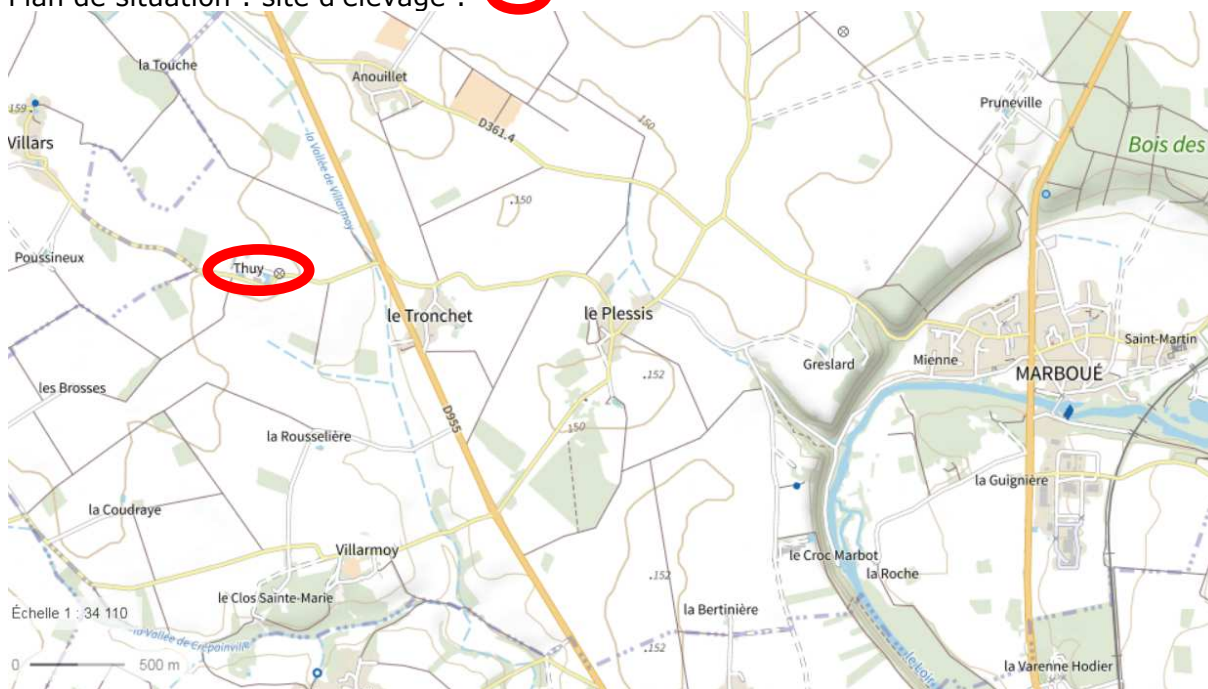 Plan de situation : site d'élevage :
la Touche
Anouillet
Pruneville
159
D361.4
150
Villars
Bois des
la Vallée de Villarmoy
.150
Poussineux
Thuy
le Tronchet
le Plessis
Saint-Martin
Greslard
Mienne
MARBOUÉ
.152
les Brosses
D955
150
la Rousselière
la Guignière
la Coudraye
Villarmoy
le Croc Marbot
la Roche
.152
le Clos Sainte-Marie
la Bertinière
Échelle 1 : 34 110
la Vallée de Crépainville
.152
le Loir
0 500 m
la Varenne Hodier